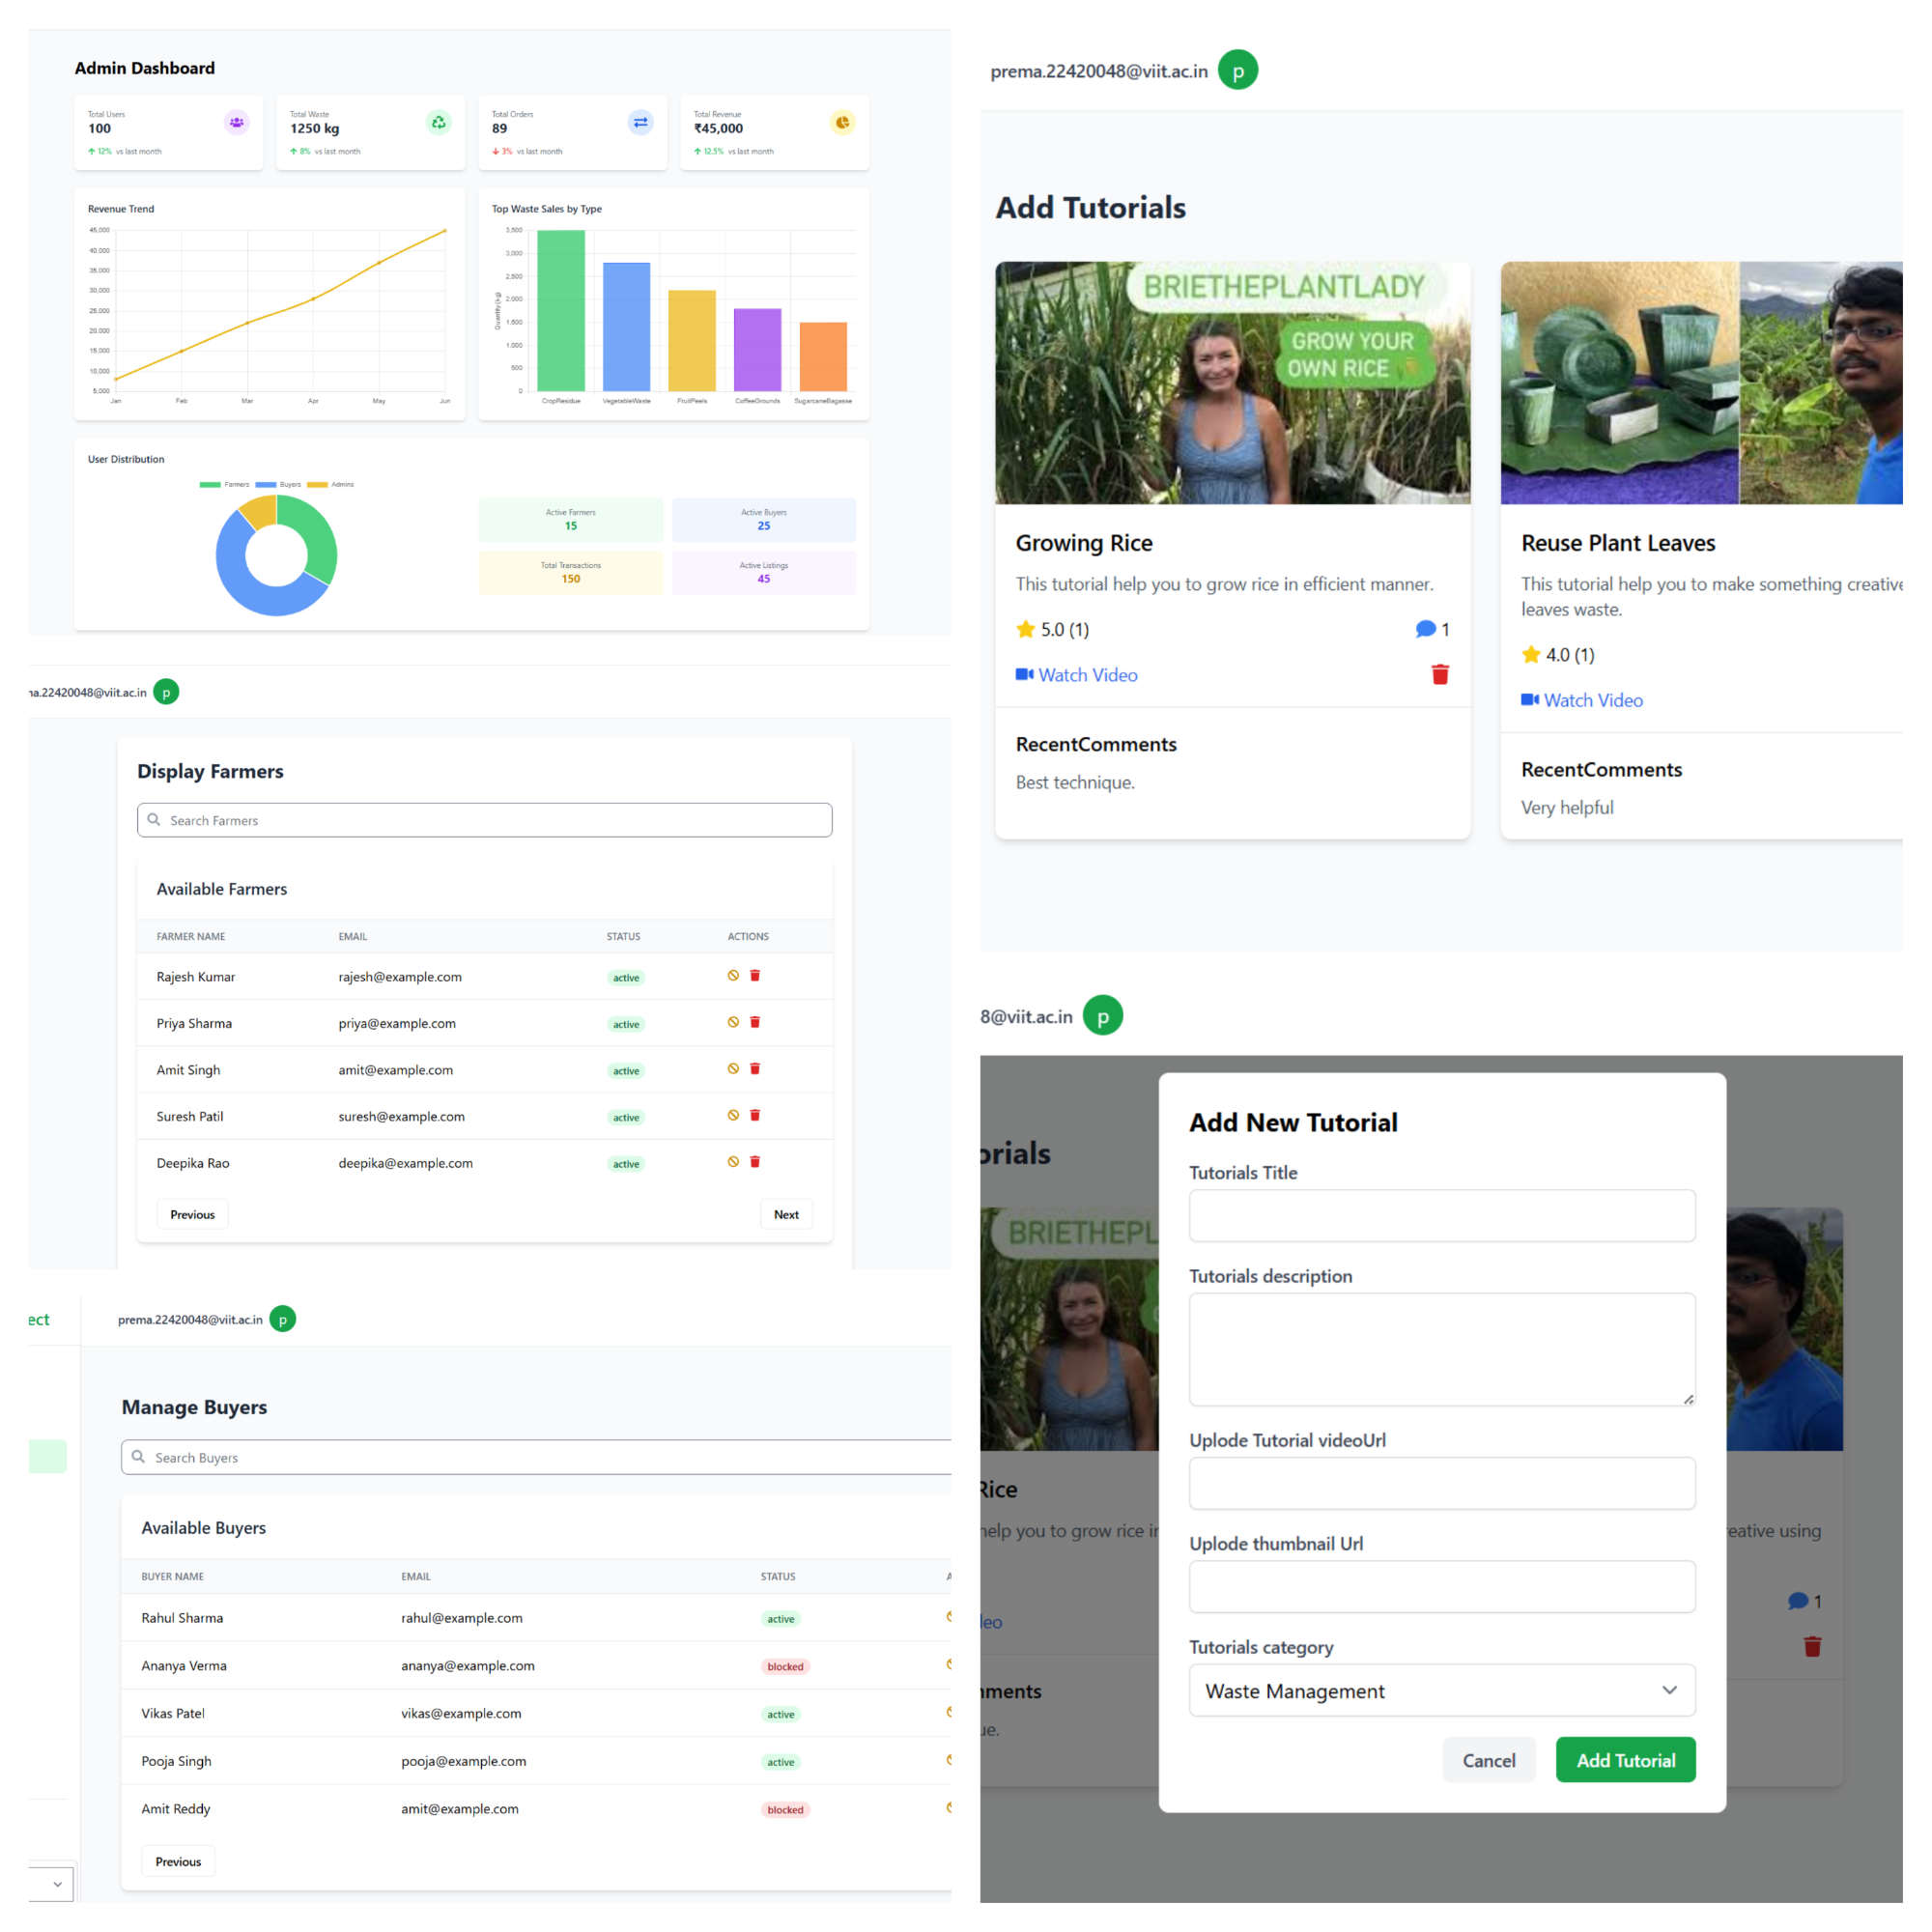 Admin Dashboard
Total Users
100
12% vs last month
Total Waste
1250 kg
8% vs last month
Total Orders
89
3% vs last month
Total Revenue
₹45,000
12.5% vs last month
Revenue Trend
45,000
40,000
35,000
30,000
25,000
20,000
15,000
10,000
5,000
Jan Feb Mar Apr May Jun
Top Waste Sales by Type
Quantity (kg)
3,500
3,000
2,500
2,000
1,500
1,000
500
0
CropResidue VegetableWaste FruitPeels CoffeeGrounds SugarcaneBagasse
User Distribution
Farmers Buyers Admins
Active Farmers
15
Active Buyers
25
Total Transactions
150
Active Listings
45
na.22420048@viit.ac.in p
Display Farmers
Search Farmers
Available Farmers
FARMER NAME EMAIL STATUS ACTIONS
Rajesh Kumar rajesh@example.com active
Priya Sharma priya@example.com active
Amit Singh amit@example.com active
Suresh Patil suresh@example.com active
Deepika Rao deepika@example.com active
Previous Next
ect prema.22420048@viit.ac.in p
Manage Buyers
Search Buyers
Available Buyers
BUYER NAME EMAIL STATUS A
Rahul Sharma rahul@example.com active
Ananya Verma ananya@example.com blocked
Vikas Patel vikas@example.com active
Pooja Singh pooja@example.com active
Amit Reddy amit@example.com blocked
Previous
prema.22420048@viit.ac.in p
Add Tutorials
BRIETHEPLANTLADY
GROW YOUR
OWN RICE
Growing Rice
This tutorial help you to grow rice in efficient manner.
5.0 (1) 1
Watch Video
RecentComments
Best technique.
Reuse Plant Leaves
This tutorial help you to make something creative
leaves waste.
4.0 (1)
Watch Video
RecentComments
Very helpful
8@viit.ac.in p
orials
BRIETHEPL
Rice
help you to grow rice in
eo
mments
ue.
eative using
1
Add New Tutorial
Tutorials Title
Tutorials description
Uplode Tutorial videoUrl
Uplode thumbnail Url
Tutorials category
Waste Management
Cancel Add Tutorial